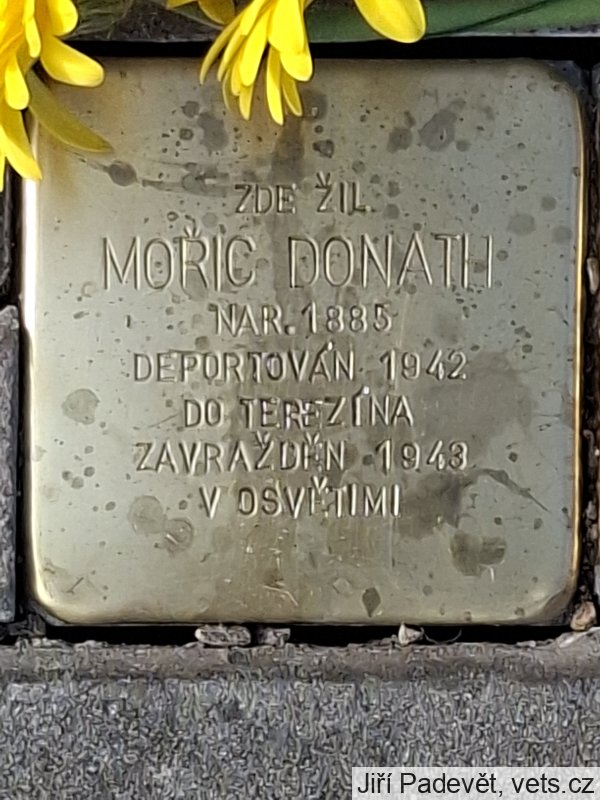 ZDE ŽIL
MOŘIC DONATH
NAR. 1885
DEPORTOVÁN 1942
DO TEREZÍNA
ZAVRAŽDĚN 1943
V OSVĚTIMI
Jiří Padevět, vets.cz